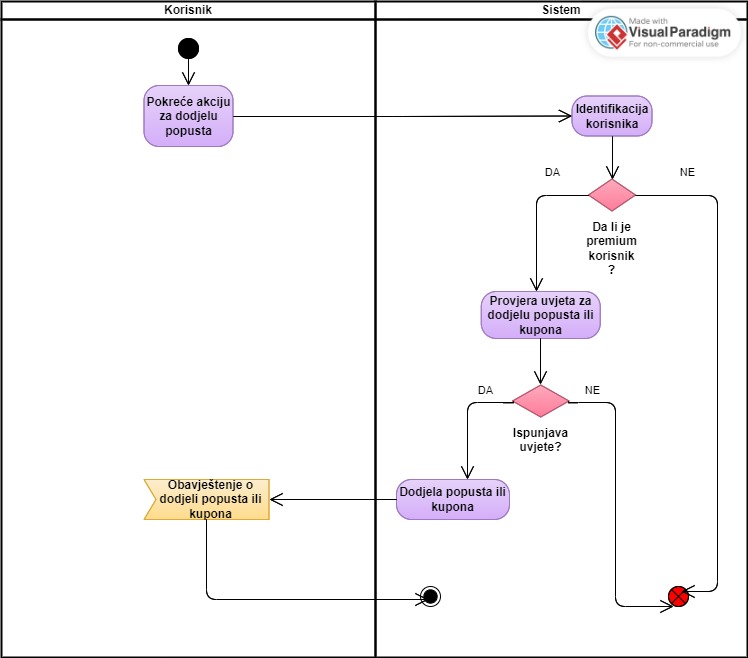 Korisnik
Sistem
Made with
VisualParadigm
For non-commercial use
Pokreće akciju
za dodjelu
popusta
Identifikacija
korisnika
DA
NE
Da li je
premium
korisnik
?
Provjera uvjeta za
dodjelu popusta ili
kupona
DA
NE
Ispunjava
uvjete?
Obavještenje o
dodjeli popusta ili
kupona
Dodjela popusta ili
kupona